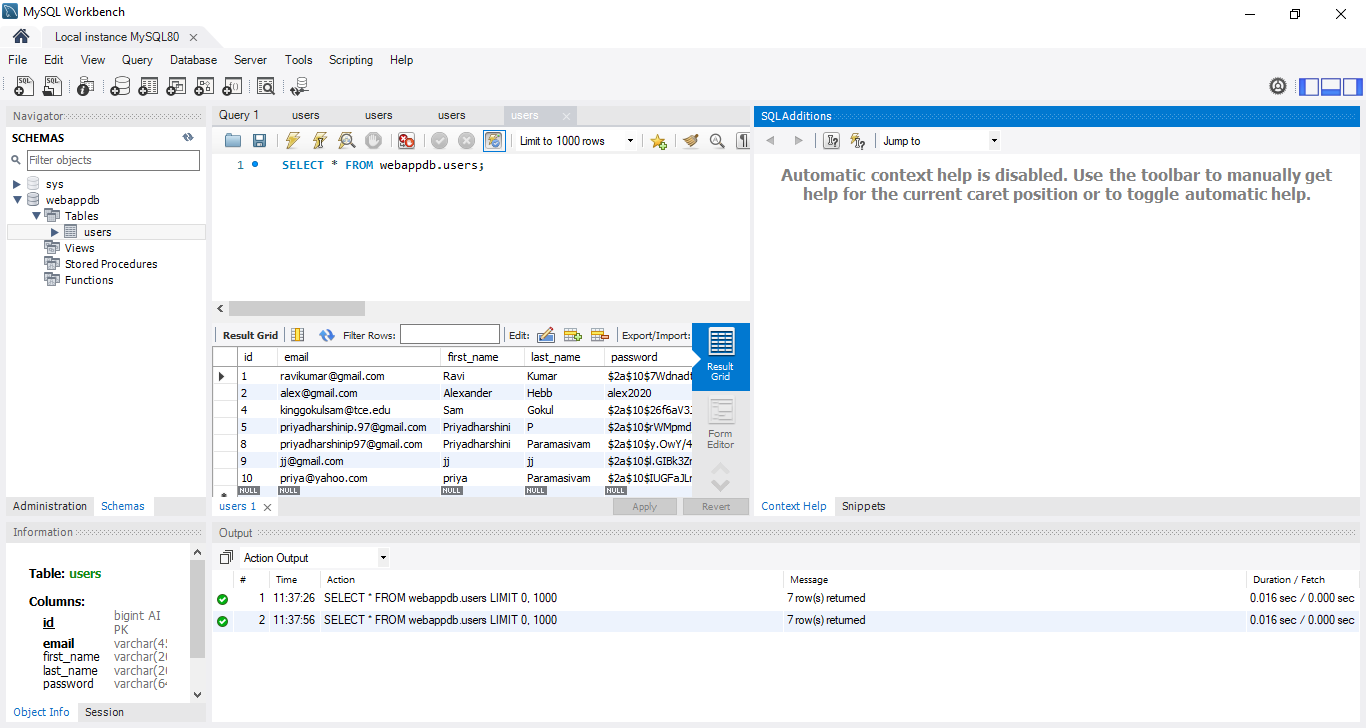 MySQL Workbench
Local instance MySQL80
File Edit View Query Database Server Tools Scripting Help
Navigator
SCHEMAS
Filter objects
sys
webappdb
Tables
users
Views
Stored Procedures
Functions
Administration Schemas
Information
Table: users
Columns:
id bigint AI PK
email varchar(45
first_name varchar(20
last_name varchar(20
password varchar(64
Object Info Session
Query 1 users users users users
Limit to 1000 rows
1 SELECT * FROM webappdb.users;
Result Grid Filter Rows: Edit: Export/Import:
id email first_name last_name password
1 ravikumar@gmail.com Ravi Kumar $2a$10$7Wdnadt
2 alex@gmail.com Alexander Hebb alex2020
4 kinggokulsam@tce.edu Sam Gokul $2a$10$26f6aV3J
5 priyadharshinip.97@gmail.com Priyadharshini P $2a$10$rWMpmd
8 priyadharshinip97@gmail.com Priyadharshini Paramasivam $2a$10$y.OwY/4
9 jj@gmail.com jj jj $2a$10$l.GIBk3Zr
10 priya@yahoo.com priya Paramasivam $2a$10$IUGFaJLr
NULL NULL NULL NULL NULL
Result Grid
Form Editor
users 1 Apply Revert
SQLAdditions
Jump to
Automatic context help is disabled. Use the toolbar to manually get
help for the current caret position or to toggle automatic help.
Context Help Snippets
Output
Action Output
# Time Action Message Duration / Fetch
1 11:37:26 SELECT * FROM webappdb.users LIMIT 0, 1000 7 row(s) returned 0.016 sec / 0.000 sec
2 11:37:56 SELECT * FROM webappdb.users LIMIT 0, 1000 7 row(s) returned 0.016 sec / 0.000 sec